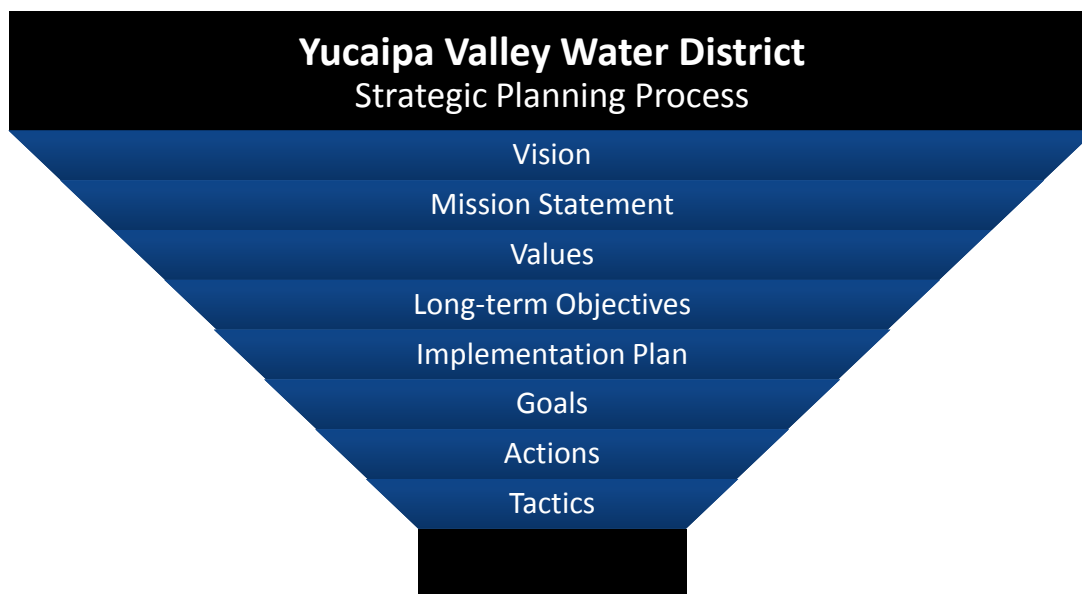 Yucaipa Valley Water District
Strategic Planning Process
Vision
Mission Statement
Values
Long-term Objectives
Implementation Plan
Goals
Actions
Tactics